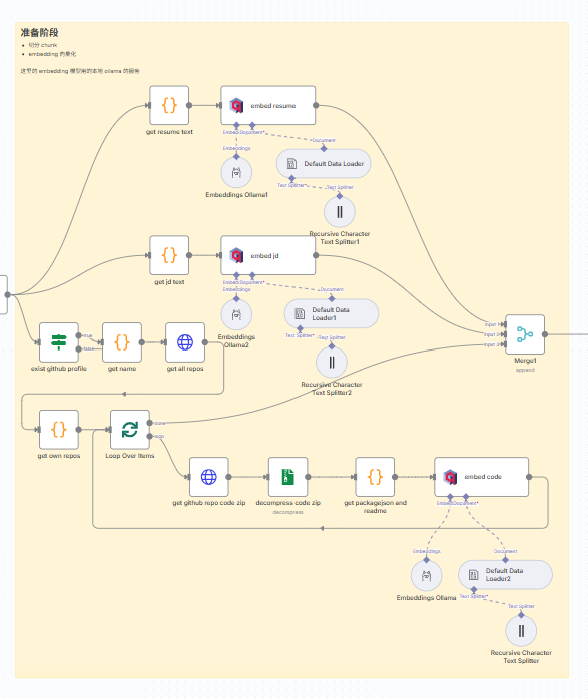 准备阶段
切分 chunk
embedding 向量化
这里的 embedding 模型用的本地 ollama 的服务
get resume text
embed resume
Embedding
Document*
Embeddings
Document
Embeddings Ollama1
Default Data Loader
Text Splitter*
Text Splitter
Recursive Character
Text Splitter1
get jd text
embed jd
Embedding
Document*
Embeddings
Document
Embeddings
Ollama2
Default Data
Loader1
Text Splitter*
Text Splitter
Recursive Character
Text Splitter2
Input 1
Input 2
Input 3
Merge1
append
true
false
exist github profile
get name
get all repos
get own repos
done
loop
Loop Over Items
get github repo code zip
decompress code zip
decompress
get packagejson and
readme
embed code
Embedding
Document*
Embeddings
Document
Embeddings Ollama
Default Data
Loader2
Text Splitter*
Text Splitter
Recursive Character
Text Splitter